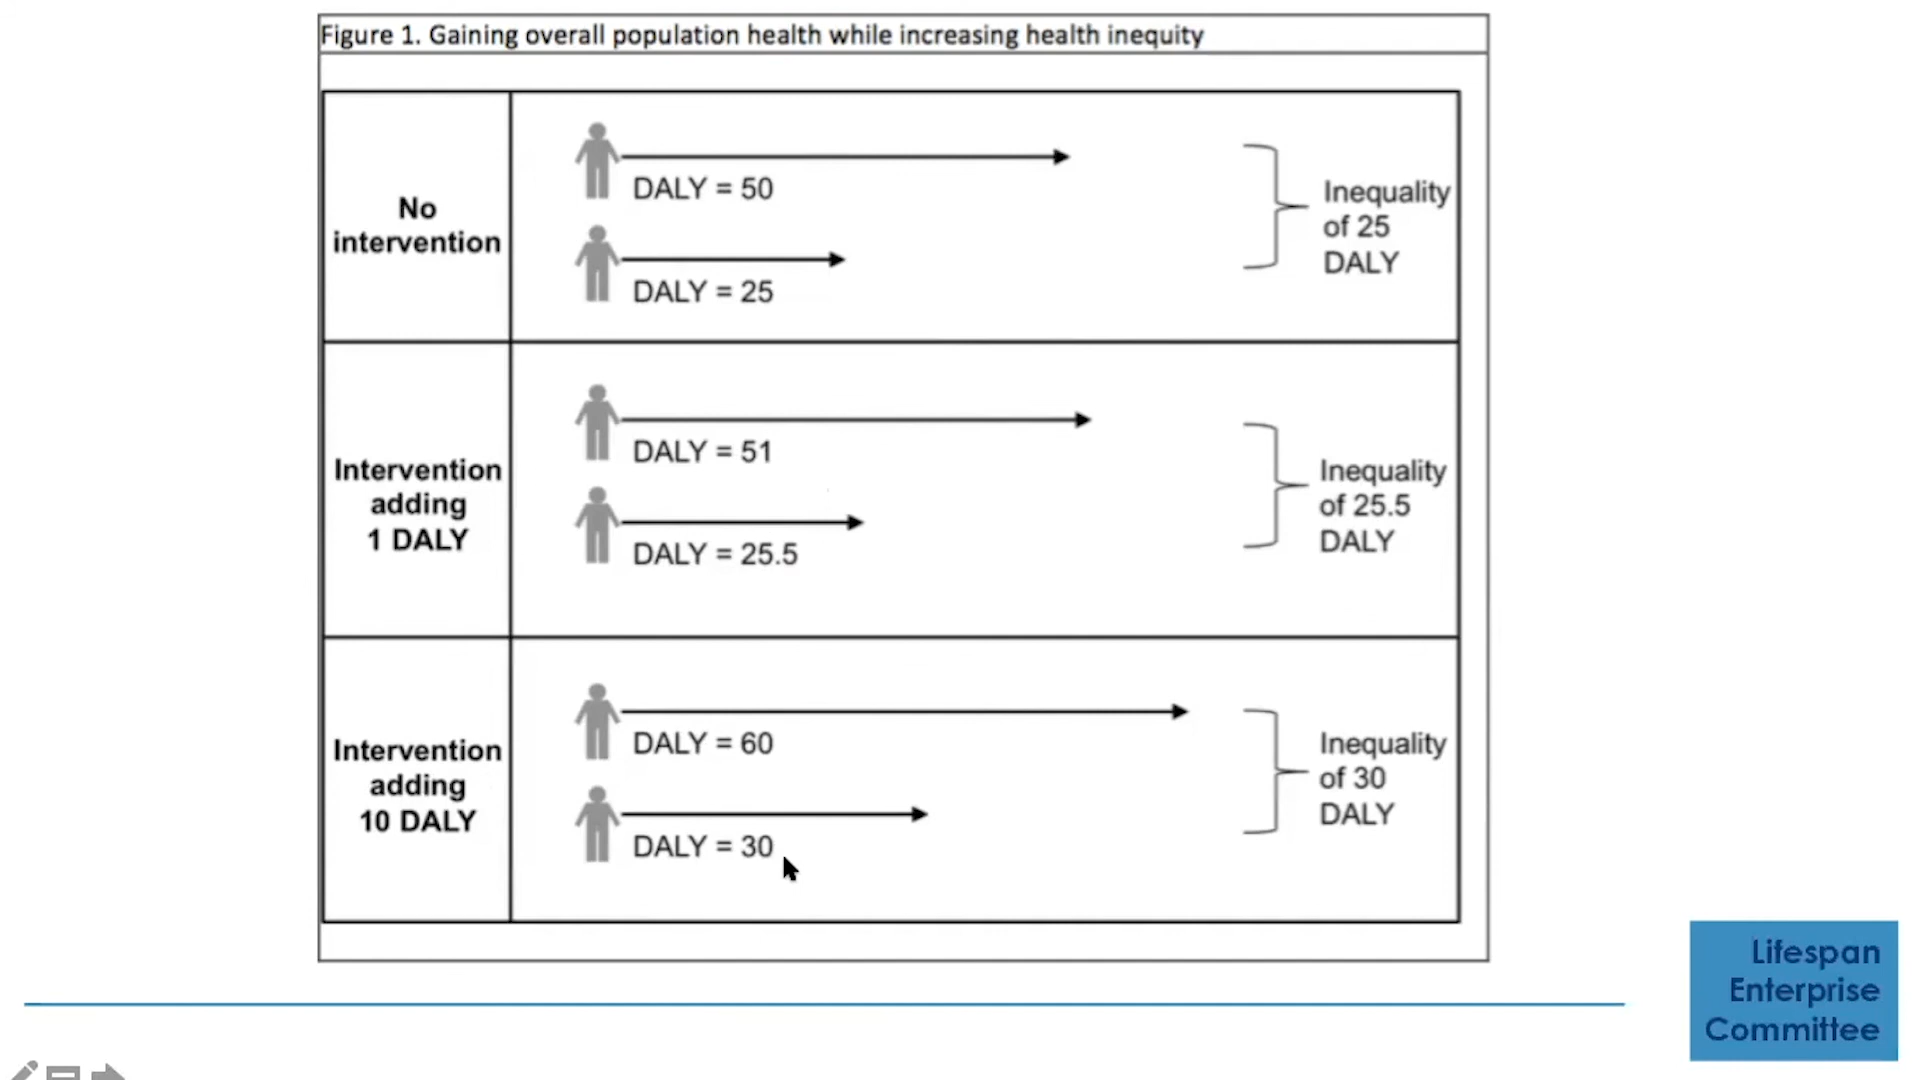 Figure 1. Gaining overall population health while increasing health inequity
No
intervention
DALY = 50
DALY = 25
Inequality
of 25
DALY
Intervention
adding
1 DALY
DALY = 51
DALY = 25.5
Inequality
of 25.5
DALY
Intervention
adding
10 DALY
DALY = 60
DALY = 30
Inequality
of 30
DALY
Lifespan
Enterprise
Committee